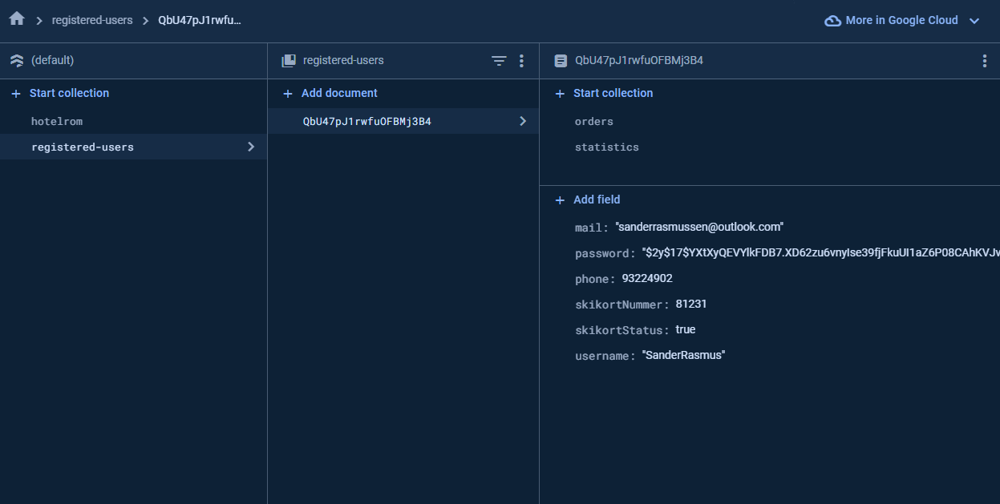 registered-users
QbU47pJ1rwfu...
More in Google Cloud
(default)
Start collection
hotelrom
registered-users
registered-users
Add document
QbU47pJ1rwfuOFBMj3B4
QbU47pJ1rwfuOFBMj3B4
Start collection
orders
statistics
Add field
mail: "sanderrasmussen@outlook.com"
password: "$2y$17$YXtXyQEVYlkFDB7.XD62zu6vnyIse39fjFkuUI1aZ6P08CAhKVJv
phone: 93224902
skikortNummer: 81231
skikortStatus: true
username: "SanderRasmus"